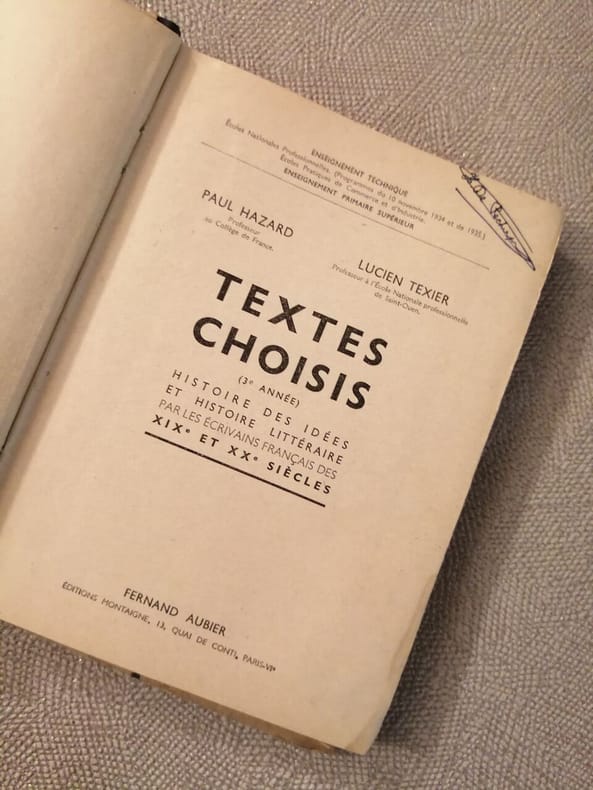 ENSEIGNEMENT TECHNIQUE
Écoles Nationales Professionnelles. (Programmes du 10 novembre 1934 et de 1935.)
Écoles Pratiques de Commerce et d'Industrie.
ENSEIGNEMENT PRIMAIRE SUPÉRIEUR
PAUL HAZARD
Professeur
au Collège de France.
LUCIEN TEXIER
Professeur à l'École Nationale professionnelle
de Saint-Ouen.
TEXTES
CHOISIS
(3e ANNÉE)
HISTOIRE DES IDÉES
ET HISTOIRE LITTÉRAIRE
PAR LES ÉCRIVAINS FRANÇAIS DES
XIXe ET XXe SIÈCLES
FERNAND AUBIER
ÉDITIONS MONTAIGNE, 13, QUAI DE CONTI, PARIS-VIe